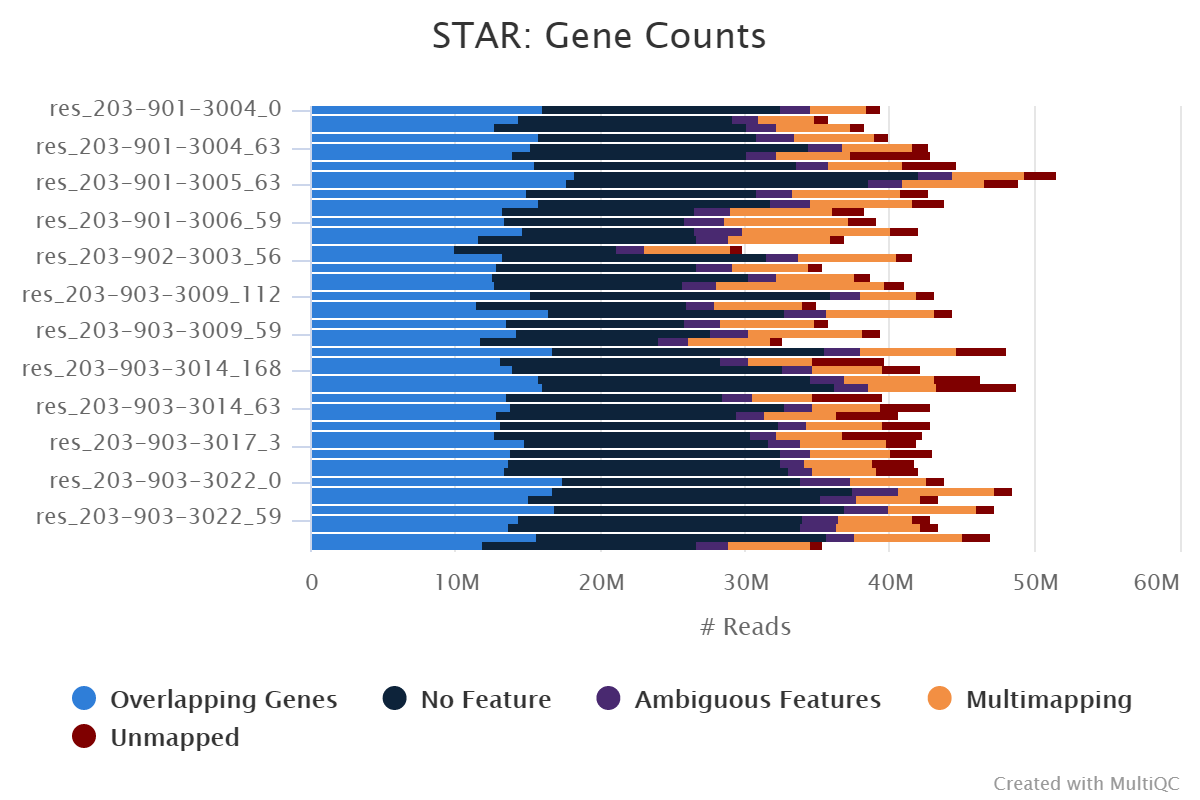 STAR: Gene Counts
res_203-901-3004_0
res_203-901-3004_63
res_203-901-3005_63
res_203-901-3006_59
res_203-902-3003_56
res_203-903-3009_112
res_203-903-3009_59
res_203-903-3014_168
res_203-903-3014_63
res_203-903-3017_3
res_203-903-3022_0
res_203-903-3022_59
0 10M 20M 30M 40M 50M 60M
# Reads
Overlapping Genes No Feature Ambiguous Features Multimapping
Unmapped
Created with MultiQC